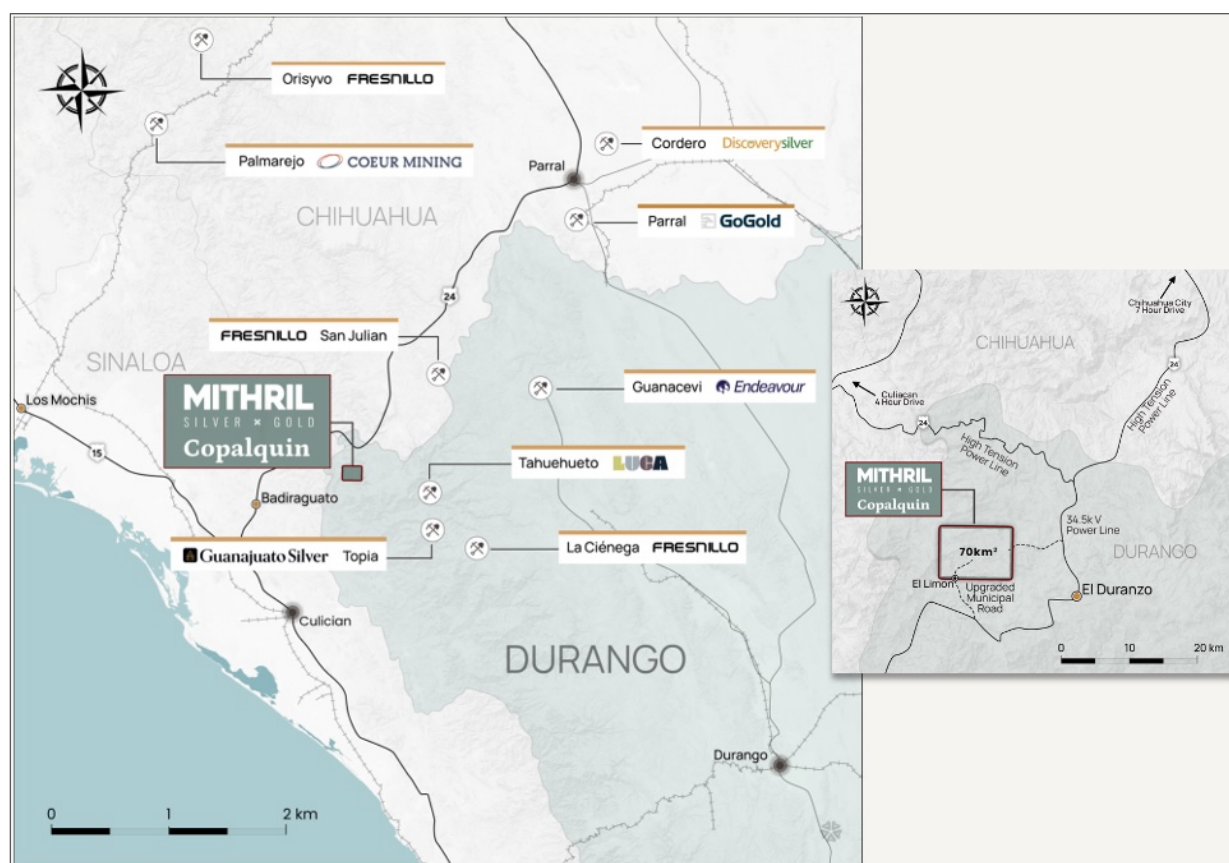 Orisyvo FRESNILLO
Palmarejo COEUR MINING
Cordero Discoverysilver
Parral
CHIHUAHUA
Parral GoGold
24
FRESNILLO San Julian
SINALOA
MITHRIL
SILVER × GOLD
Copalquin
Guanacevi Endeavour
Los Mochis
15
Tahuehueto LUCA
Badiraguato
Guanajuato Silver Topia
La Ciénega FRESNILLO
Culician
DURANGO
Durango
0 1 2 km
Chihuahua City
7 Hour Drive
CHIHUAHUA
24
Culiacan
4 Hour Drive
High Tension
Power Line
24
High Tension
Power Line
MITHRIL
SILVER × GOLD
Copalquin
34.5kV
Power Line
70km²
DURANGO
El Limon
Upgraded
Municipal
Road
El Duranzo
0 10 20 km